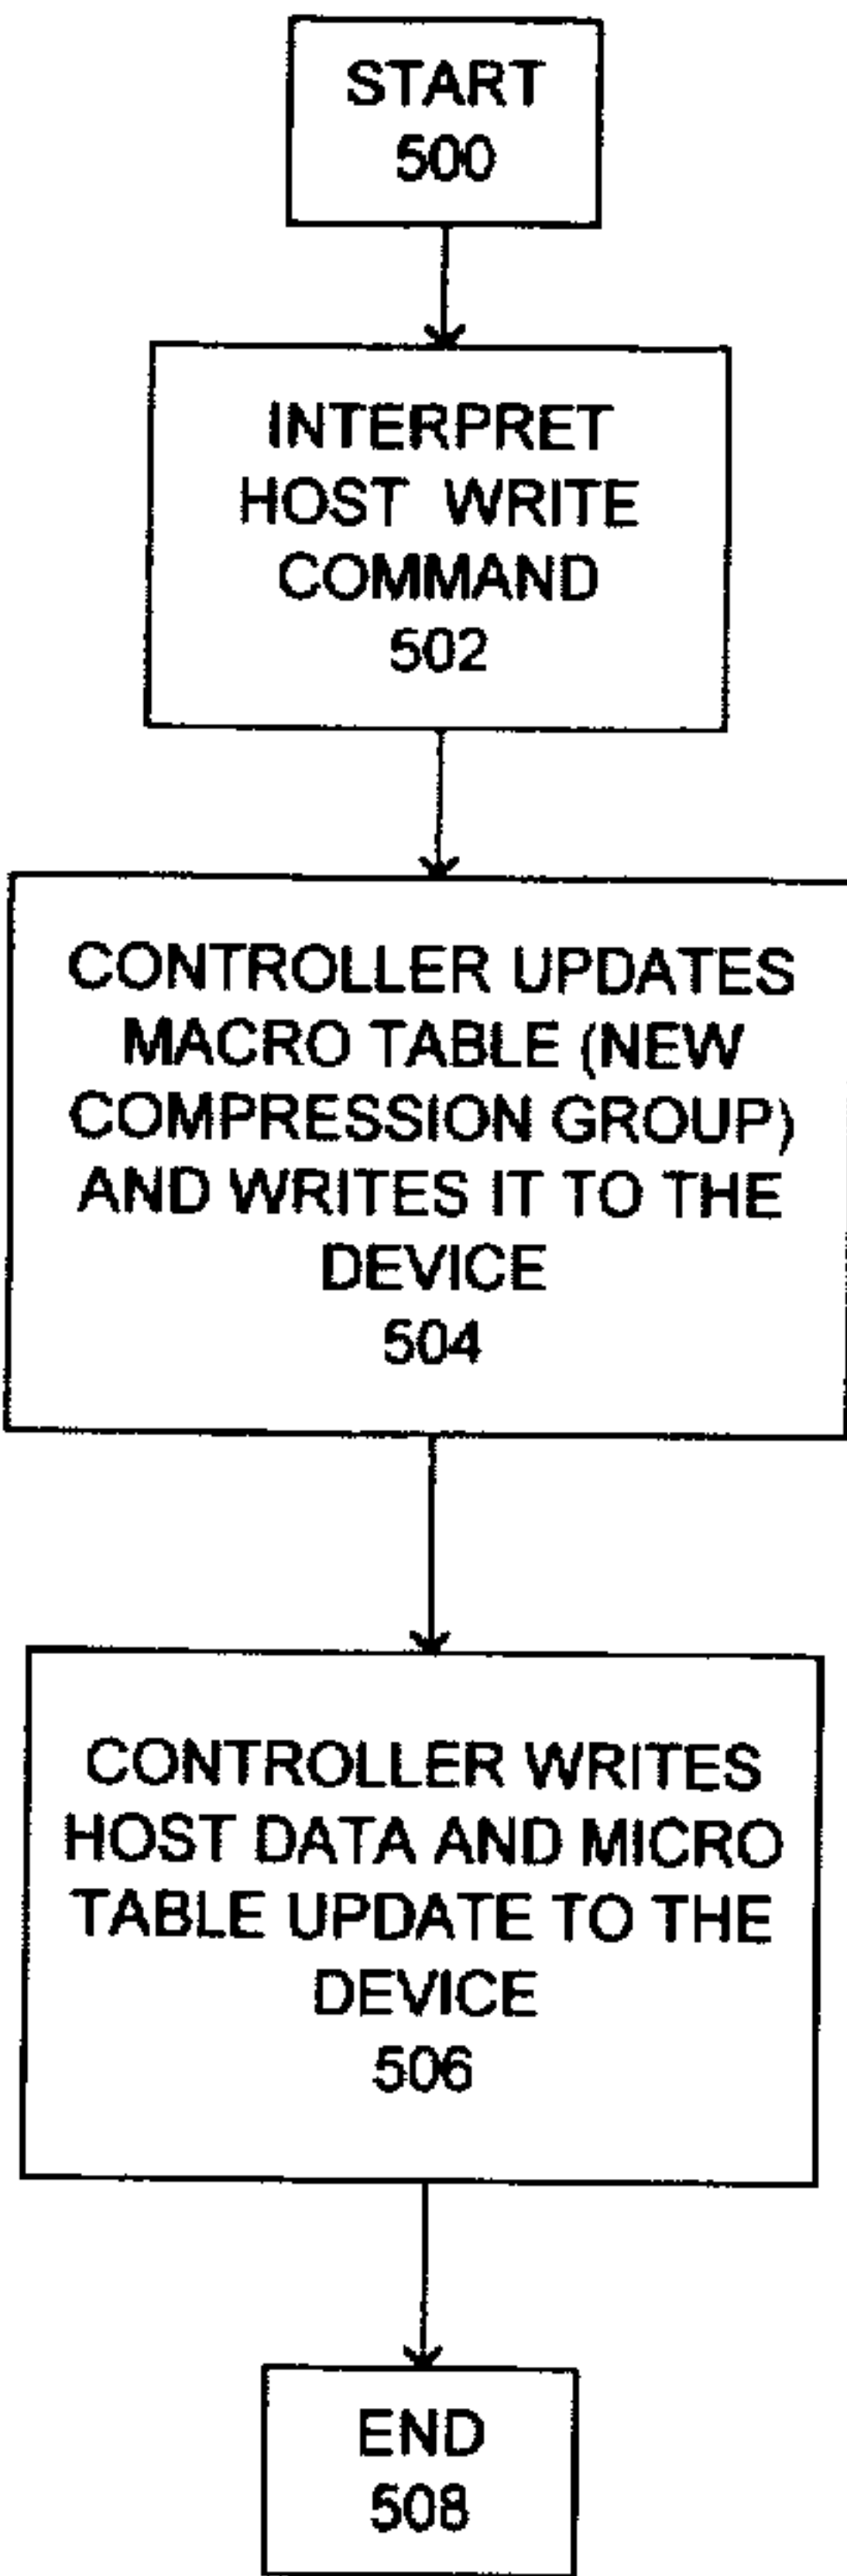 START
500
INTERPRET
HOST WRITE
COMMAND
502
CONTROLLER UPDATES
MACRO TABLE (NEW
COMPRESSION GROUP)
AND WRITES IT TO THE
DEVICE
504
CONTROLLER WRITES
HOST DATA AND MICRO
TABLE UPDATE TO THE
DEVICE
506
END
508